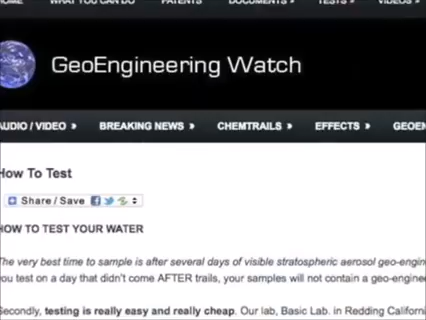 HOME WHAT YOU CAN DO PATENTS DOCUMENTS » TESTS » VIDEOS »
GeoEngineering Watch
AUDIO / VIDEO » BREAKING NEWS » CHEMTRAILS » EFFECTS » GEOEN
How To Test
Share / Save
HOW TO TEST YOUR WATER
The very best time to sample is after several days of visible stratospheric aerosol geo-engin
you test on a day that didn't come AFTER trails, your samples will not contain a geo-enginee
Secondly, testing is really easy and really cheap. Our lab, Basic Lab. in Redding Californi